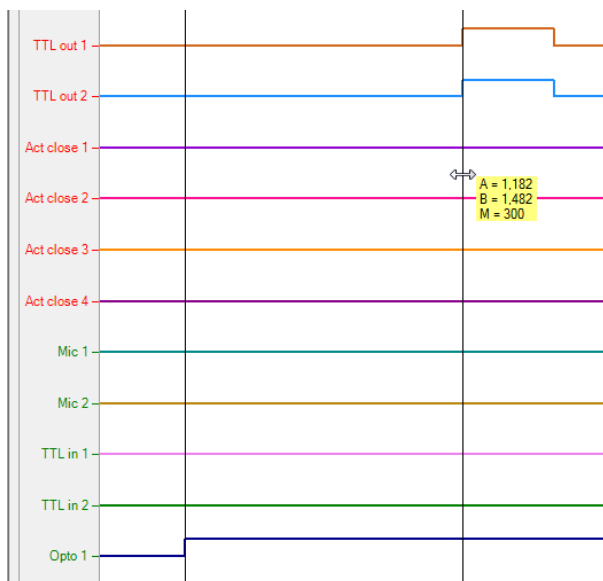 TTL out 1
TTL out 2
Act close 1
A = 1,182
Act close 2
B = 1,482
M = 300
Act close 3
Act close 4
Mic 1
Mic 2
TTL in 1
TTL in 2
Opto 1